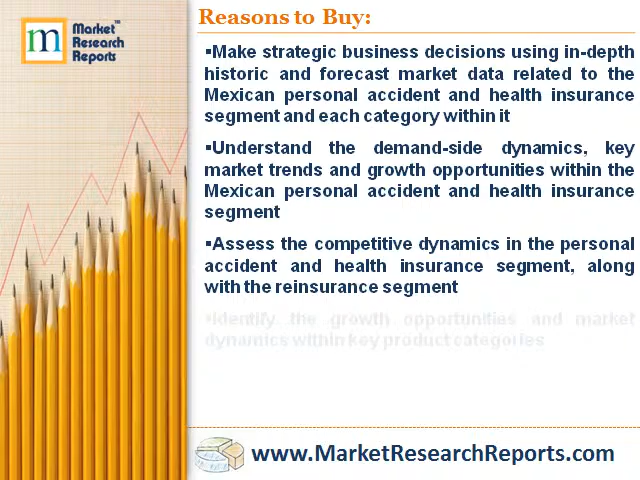 m
Market
Research
Reports
™
Reasons to Buy:
▪Make strategic business decisions using in-depth
historic and forecast market data related to the
Mexican personal accident and health insurance
segment and each category within it
▪Understand the demand-side dynamics, key
market trends and growth opportunities within the
Mexican personal accident and health insurance
segment
▪Assess the competitive dynamics in the personal
accident and health insurance segment, along
with the reinsurance segment
▪Identify the growth opportunities and market
dynamics within key product categories
www.MarketResearchReports.com